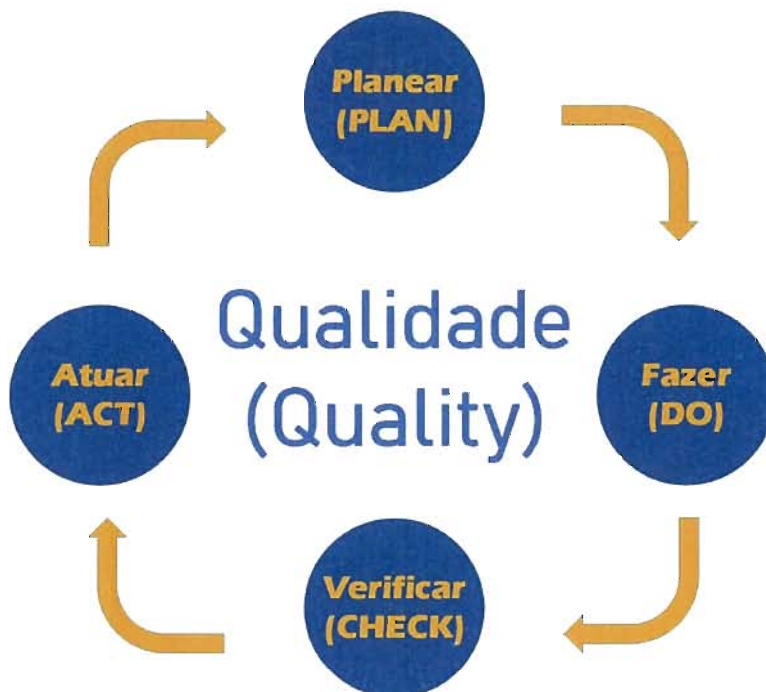 Planear
(PLAN)
Qualidade
(Quality)
Atuar
(ACT)
Fazer
(DO)
Verificar
(CHECK)